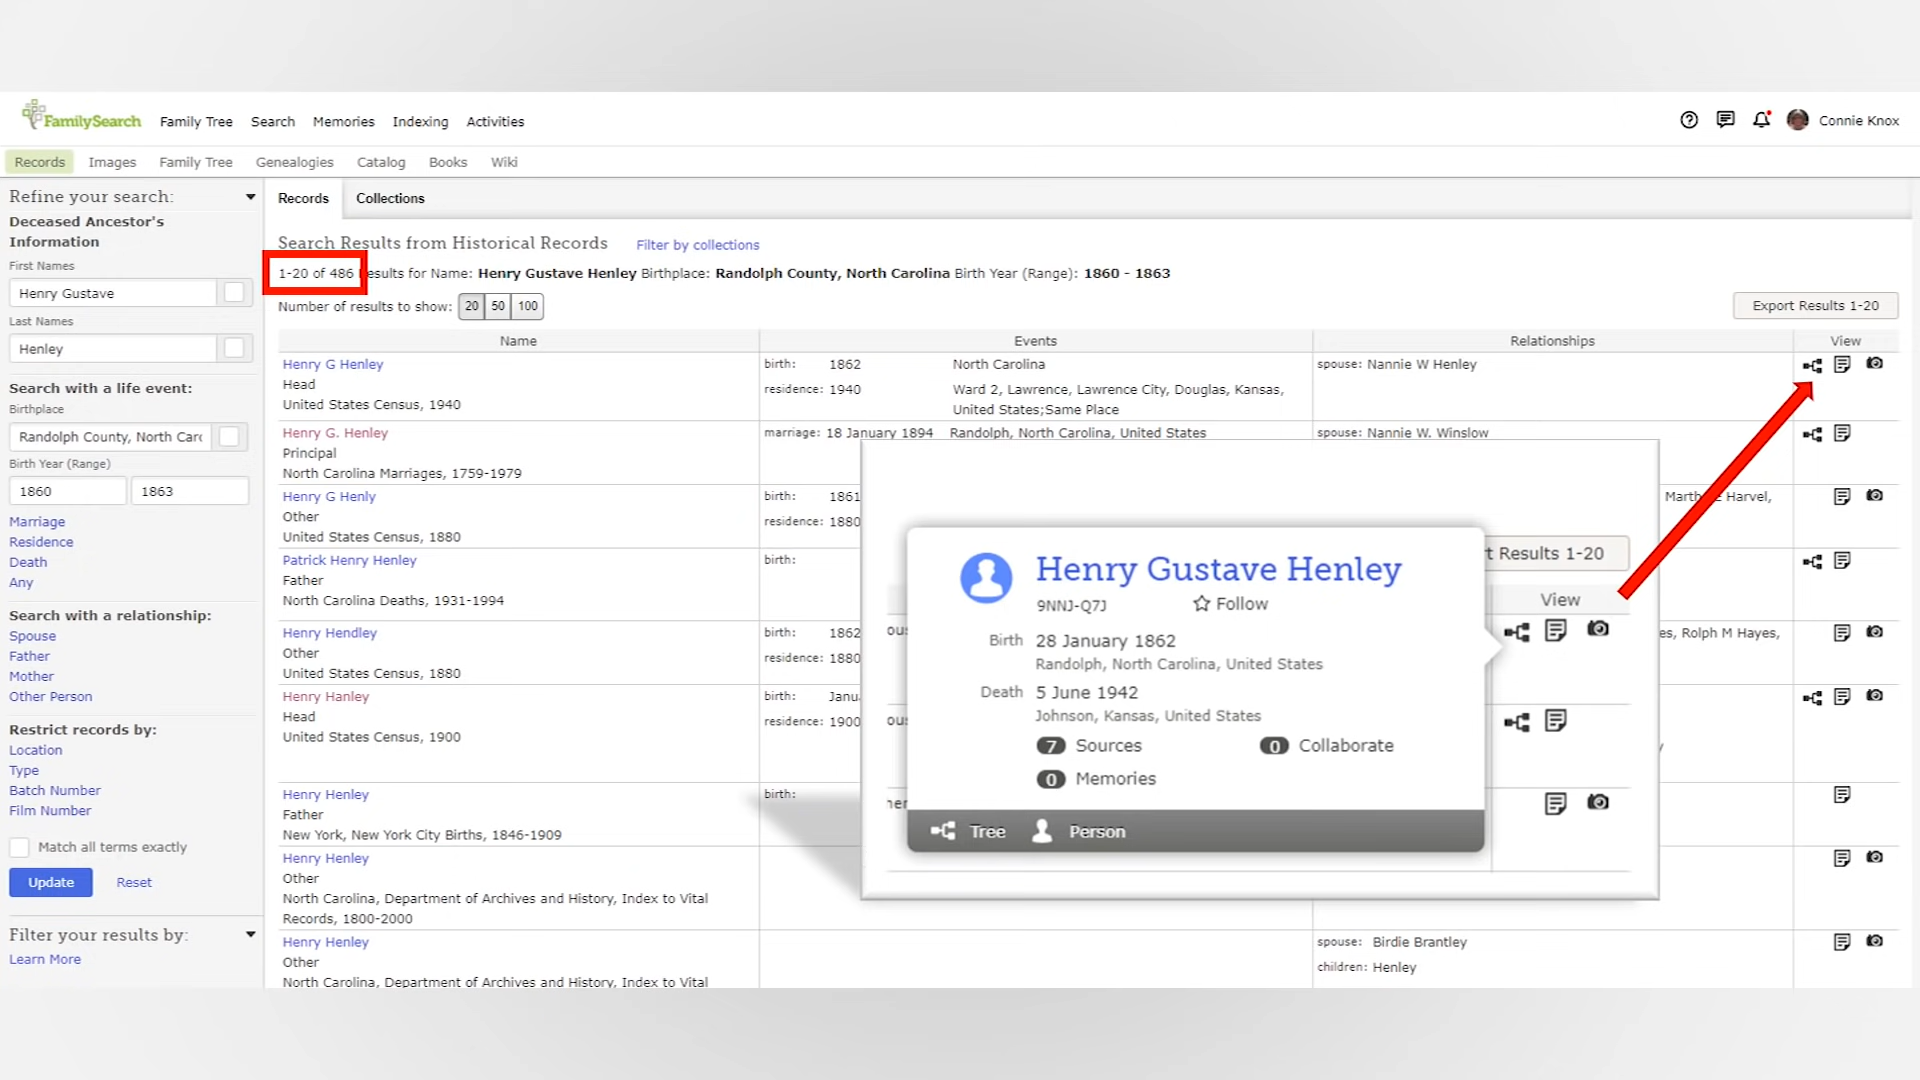 FamilySearch Family Tree Search Memories Indexing Activities Connie Knox
Records Images Family Tree Genealogies Catalog Books Wiki
Refine your search:
Deceased Ancestor's
Information
First Names
Henry Gustave
Last Names
Henley
Search with a life event:
Birthplace
Randolph County, North Carc
Birth Year (Range)
1860 1863
Marriage
Residence
Death
Any
Search with a relationship:
Spouse
Father
Mother
Other Person
Restrict records by:
Location
Type
Batch Number
Film Number
Match all terms exactly
Update Reset
Filter your results by:
Learn More
Records Collections
Search Results from Historical Records Filter by collections
1-20 of 486 esults for Name: Henry Gustave Henley Birthplace: Randolph County, North Carolina Birth Year (Range): 1860 - 1863
Number of results to show: 20 50 100 Export Results 1-20
Name Events Relationships View
Henry G Henley birth: 1862 North Carolina spouse: Nannie W Henley
Head residence: 1940 Ward 2, Lawrence, Lawrence City, Douglas, Kansas,
United States Census, 1940 United States;Same Place
Henry G. Henley marriage: 18 January 1894 Randolph, North Carolina, United States spouse: Nannie W. Winslow
Principal
North Carolina Marriages, 1759-1979
Henry G Henly birth: 1861 Harvel,
Other residence: 1880
United States Census, 1880
Patrick Henry Henley birth:
Father
North Carolina Deaths, 1931-1994
Henry Hendley birth: 1862 es, Rolph M Hayes,
Other residence: 1880
United States Census, 1880
Henry Hanley birth: Janu
Head residence: 1900
United States Census, 1900
Henry Henley birth:
Father
New York, New York City Births, 1846-1909
Henry Henley
Other
North Carolina, Department of Archives and History, Index to Vital
Records, 1800-2000
Henry Henley spouse: Birdie Brantley
Other children: Henley
North Carolina, Department of Archives and History, Index to Vital
t Results 1-20
View
Henry Gustave Henley
9NNJ-Q7J Follow
Birth 28 January 1862
Randolph, North Carolina, United States
Death 5 June 1942
Johnson, Kansas, United States
7 Sources 0 Collaborate
0 Memories
Tree Person